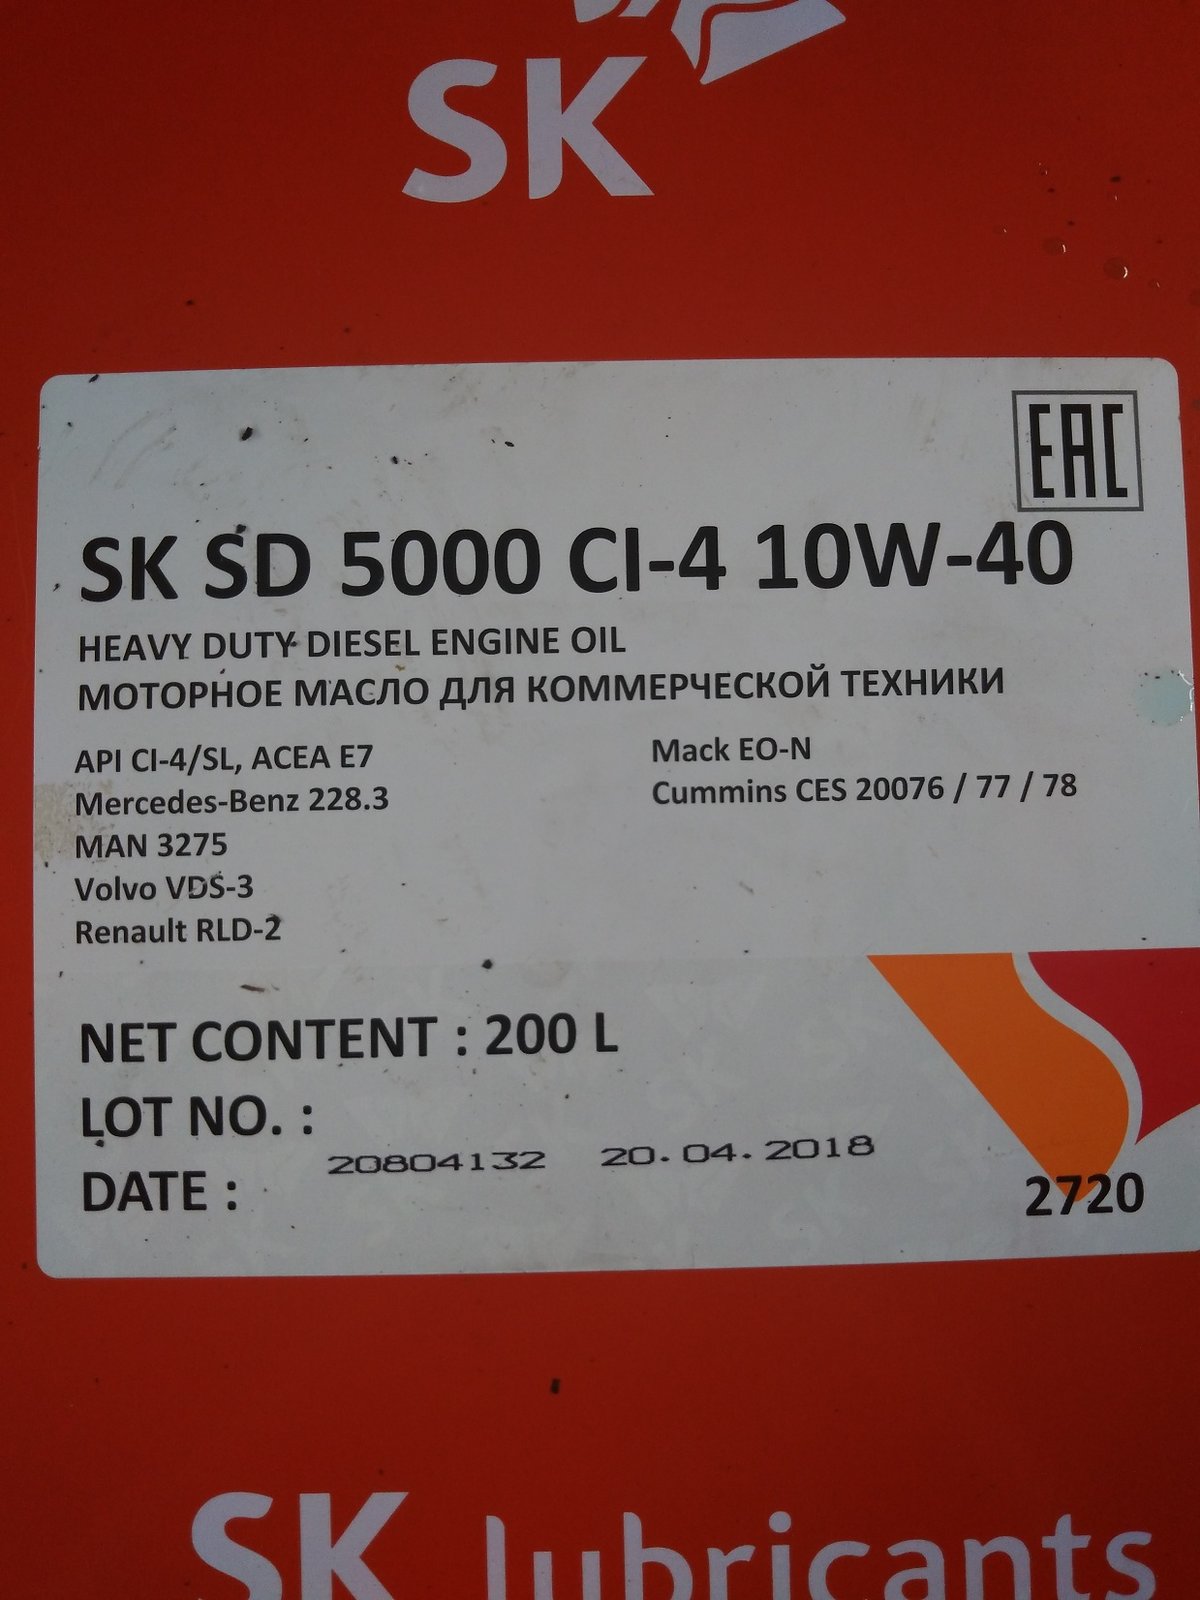 SK
EAC
SK SD 5000 CI-4 10W-40
HEAVY DUTY DIESEL ENGINE OIL
МОТОРНОЕ МАСЛО ДЛЯ КОММЕРЧЕСКОЙ ТЕХНИКИ
API CI-4/SL, ACEA E7
Mercedes-Benz 228.3
MAN 3275
Volvo VDS-3
Renault RLD-2
Mack EO-N
Cummins CES 20076 / 77 / 78
NET CONTENT : 200 L
LOT NO. :
20804132 20.04.2018
DATE :
2720
SK lubricants